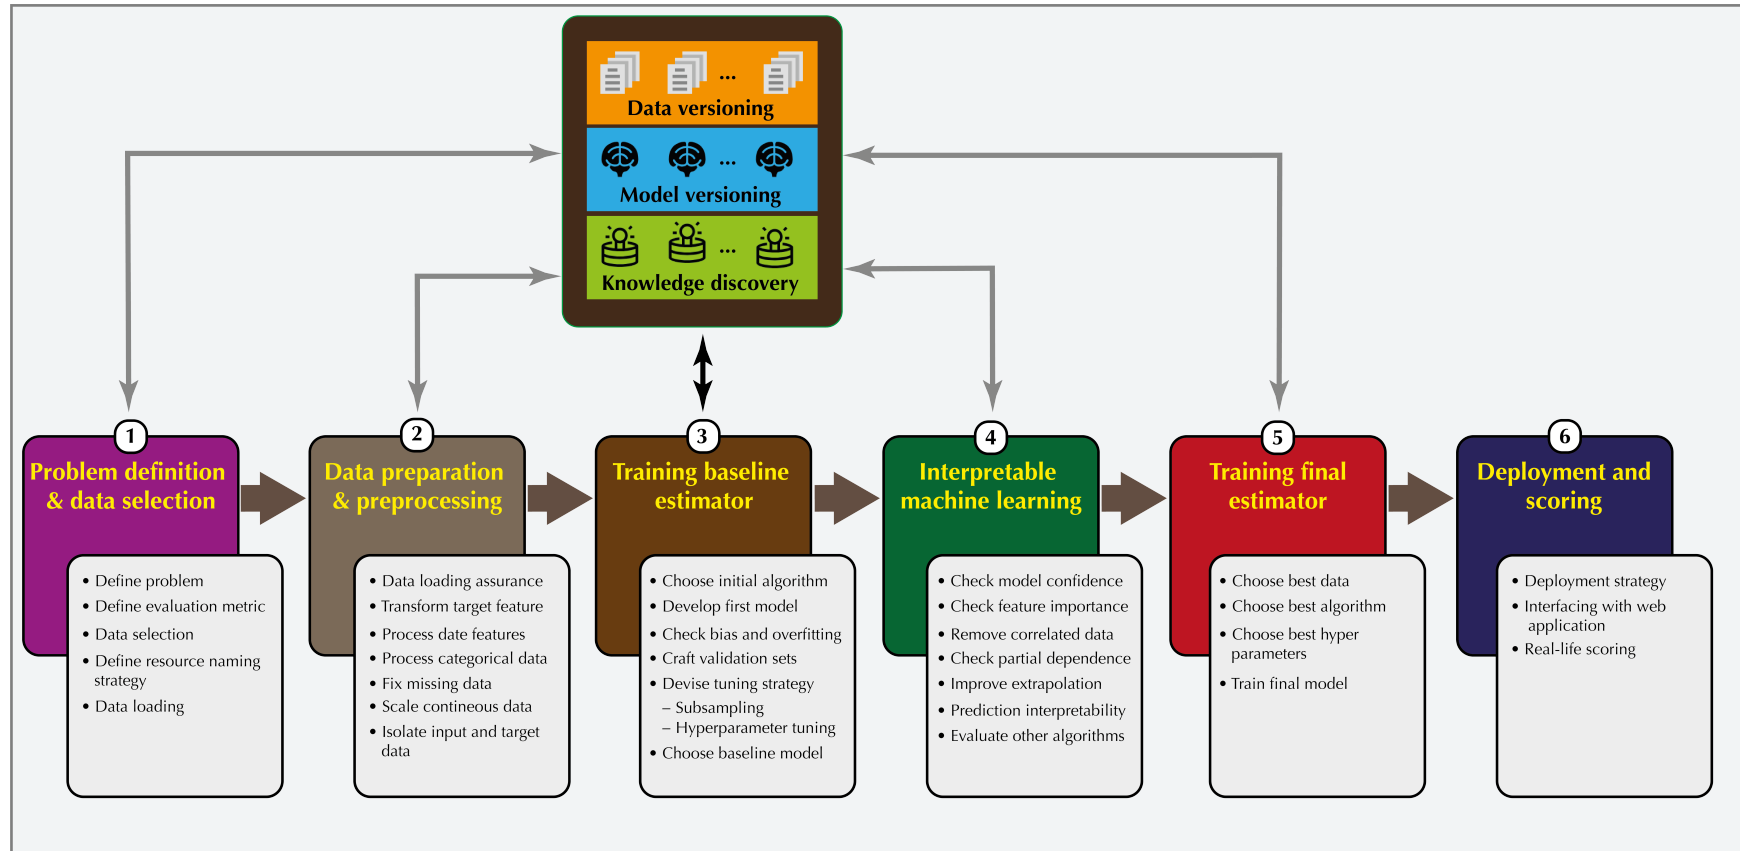 ...
Data versioning
...
Model versioning
...
Knowledge discovery
1
Problem definition
& data selection
• Define problem
• Define evaluation metric
• Data selection
• Define resource naming
strategy
• Data loading
2
Data preparation
& preprocessing
• Data loading assurance
• Transform target feature
• Process date features
• Process categorical data
• Fix missing data
• Scale contineous data
• Isolate input and target
data
3
Training baseline
estimator
• Choose initial algorithm
• Develop first model
• Check bias and overfitting
• Craft validation sets
• Devise tuning strategy
– Subsampling
– Hyperparameter tuning
• Choose baseline model
4
Interpretable
machine learning
• Check model confidence
• Check feature importance
• Remove correlated data
• Check partial dependence
• Improve extrapolation
• Prediction interpretability
• Evaluate other algorithms
5
Training final
estimator
• Choose best data
• Choose best algorithm
• Choose best hyper
parameters
• Train final model
6
Deployment and
scoring
• Deployment strategy
• Interfacing with web
application
• Real-life scoring